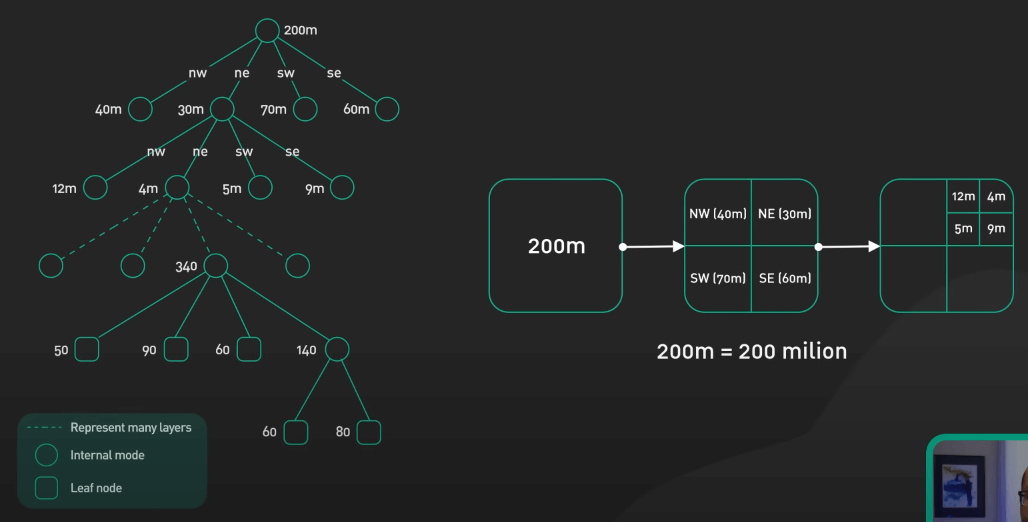 200m
nw ne sw se
40m 30m 70m 60m
nw ne sw se
12m 4m 5m 9m
340
50 90 60 140
60 80
Represent many layers
Internal mode
Leaf node
200m
NW (40m) NE (30m)
SW (70m) SE (60m)
12m 4m
5m 9m
200m = 200 milion